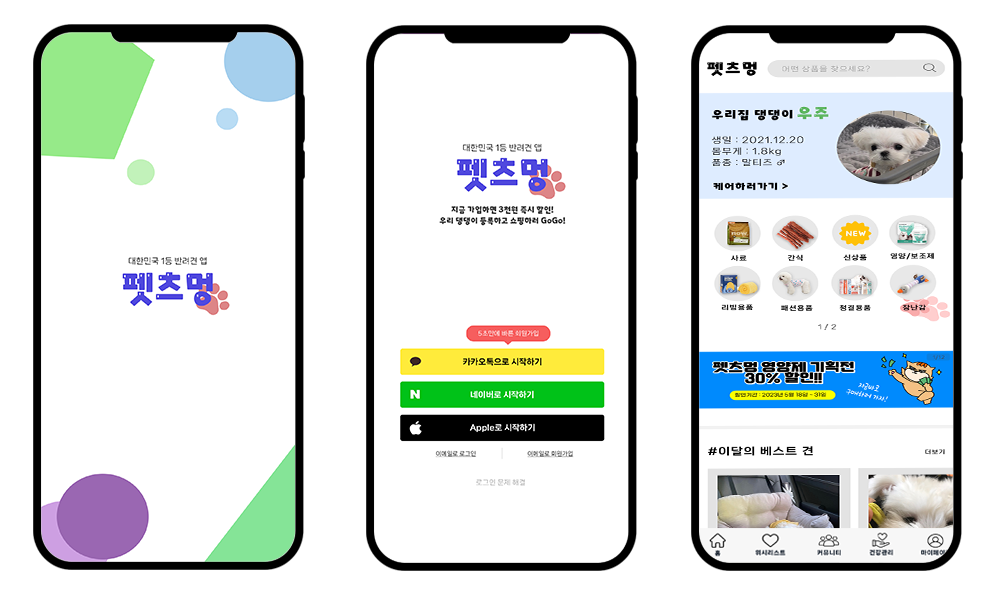 대한민국 1등 반려견 앱
펫츠멍
대한민국 1등 반려견 앱
펫츠멍
지금 가입하면 3천원 즉시 할인!
우리 댕댕이 등록하고 쇼핑하러 GoGo!
5초만에 빠른 회원가입
카카오톡으로 시작하기
N 네이버로 시작하기
Apple로 시작하기
이메일로 로그인 이메일로 회원가입
로그인 문제 해결
펫츠멍 어떤 상품을 찾으세요?
우리집 댕댕이 우주
생일 : 2021.12.20
몸무게 : 1.8kg
품종 : 말티즈 ♂
케어하러가기 >
NEW
사료 간식 신상품 영양/보조제
리빙용품 패션용품 청결용품 장난감
1 / 2
펫츠멍 영양제 기획전
30% 할인!!
할인기간 : 2023년 5월 18일 - 31일
지금바로
구매하러 가자!
#이달의 베스트 견 더보기
홈 위시리스트 커뮤니티 건강관리 마이페이